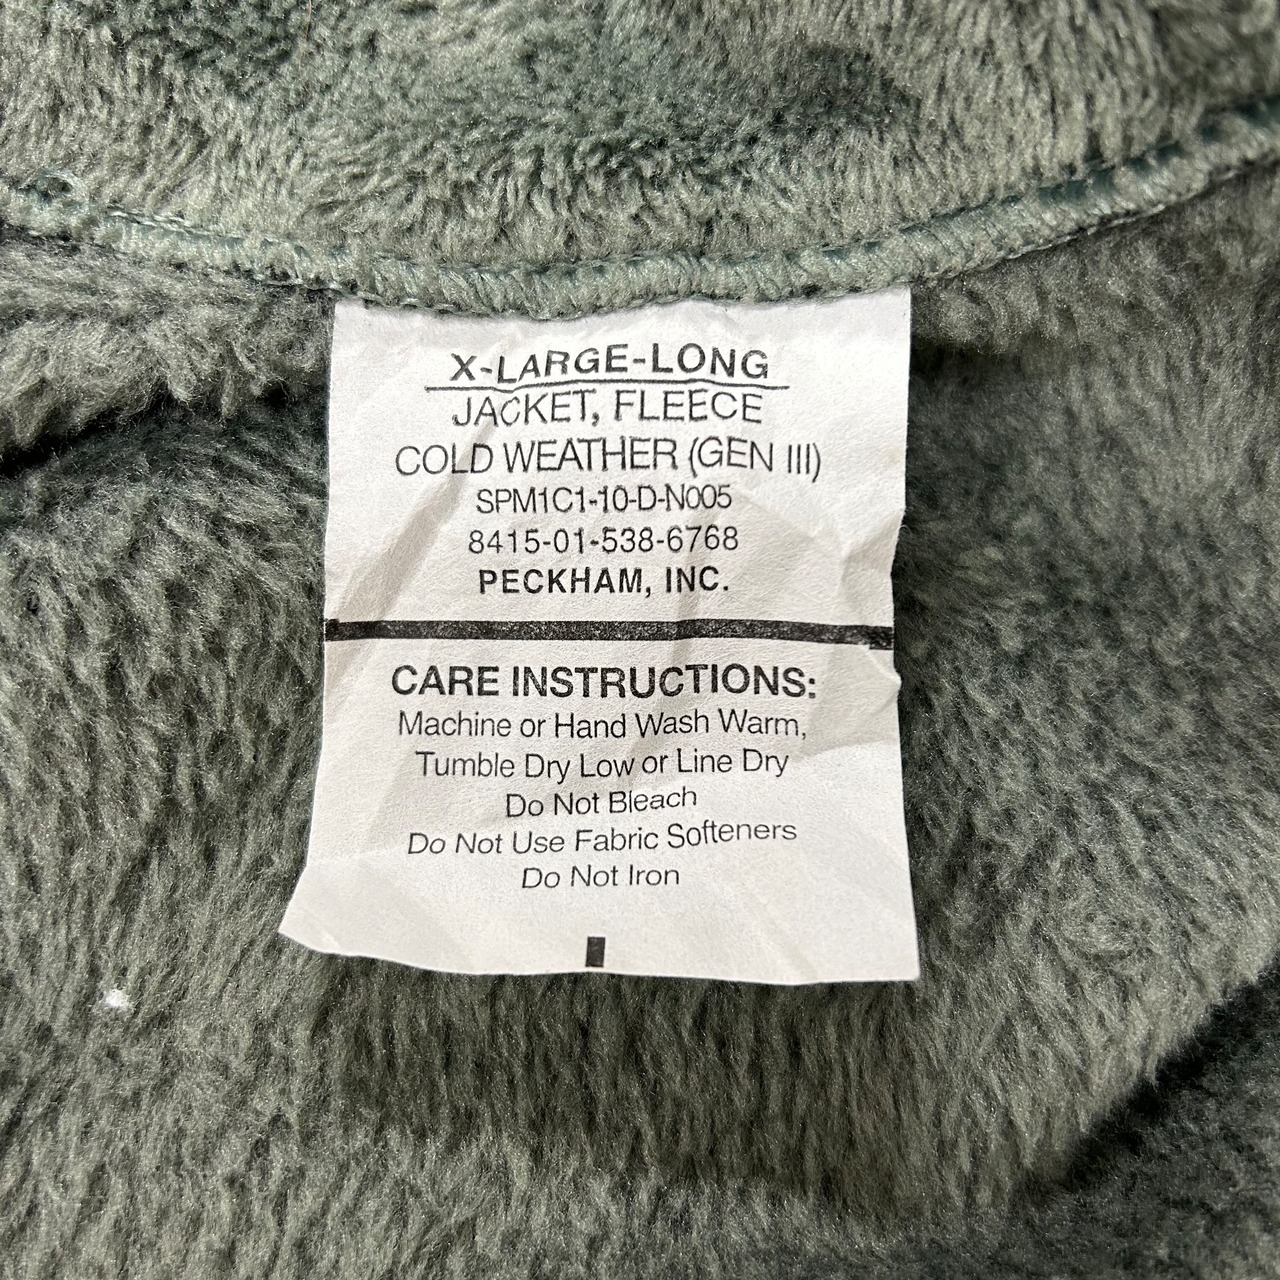 X-LARGE-LONG
JACKET, FLEECE
COLD WEATHER (GEN III)
SPM1C1-10-D-N005
8415-01-538-6768
PECKHAM, INC.
CARE INSTRUCTIONS:
Machine or Hand Wash Warm,
Tumble Dry Low or Line Dry
Do Not Bleach
Do Not Use Fabric Softeners
Do Not Iron